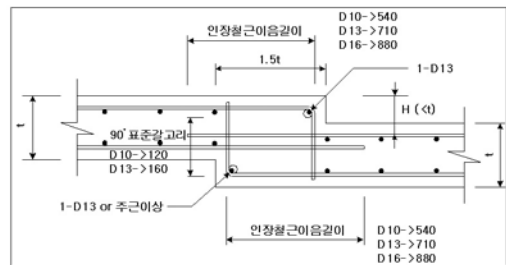 인장철근이음길이
D10->540
D13->710
D16->880
1.5t
1-D13
t
H (<t)
90˚표준갈고리
D10->120
D13->160
t
1-D13 or 주근이상
인장철근이음길이
D10->540
D13->710
D16->880